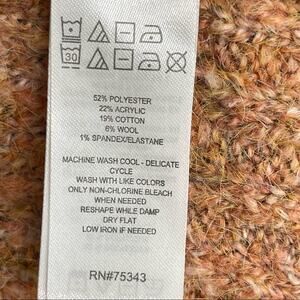 30
52% POLYESTER
22% ACRYLIC
19% COTTON
6% WOOL
1% SPANDEX/ELASTANE
MACHINE WASH COOL - DELICATE
CYCLE
WASH WITH LIKE COLORS
ONLY NON-CHLORINE BLEACH
WHEN NEEDED
RESHAPE WHILE DAMP
DRY FLAT
LOW IRON IF NEEDED
RN#75343